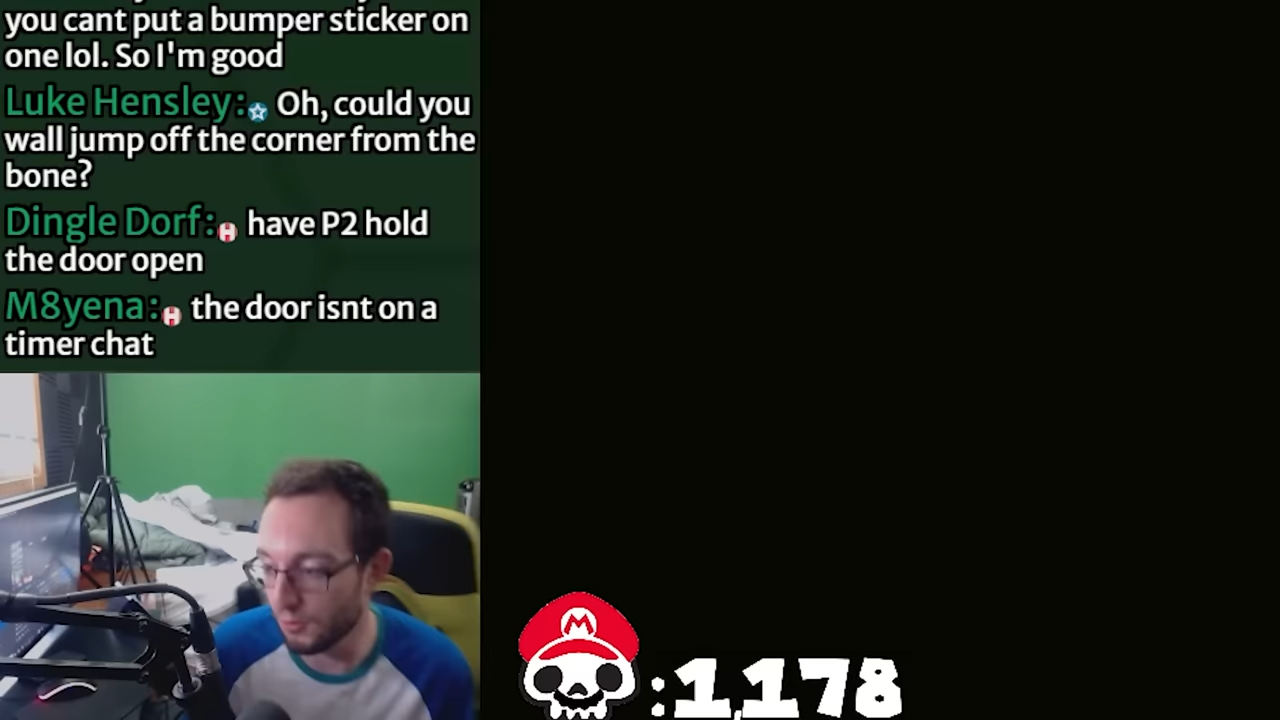 you cant put a bumper sticker on
one lol. So I'm good
Luke Hensley: Oh, could you
wall jump off the corner from the
bone?
Dingle Dorf: have P2 hold
the door open
M8yena: the door isnt on a
timer chat
M
:1,178